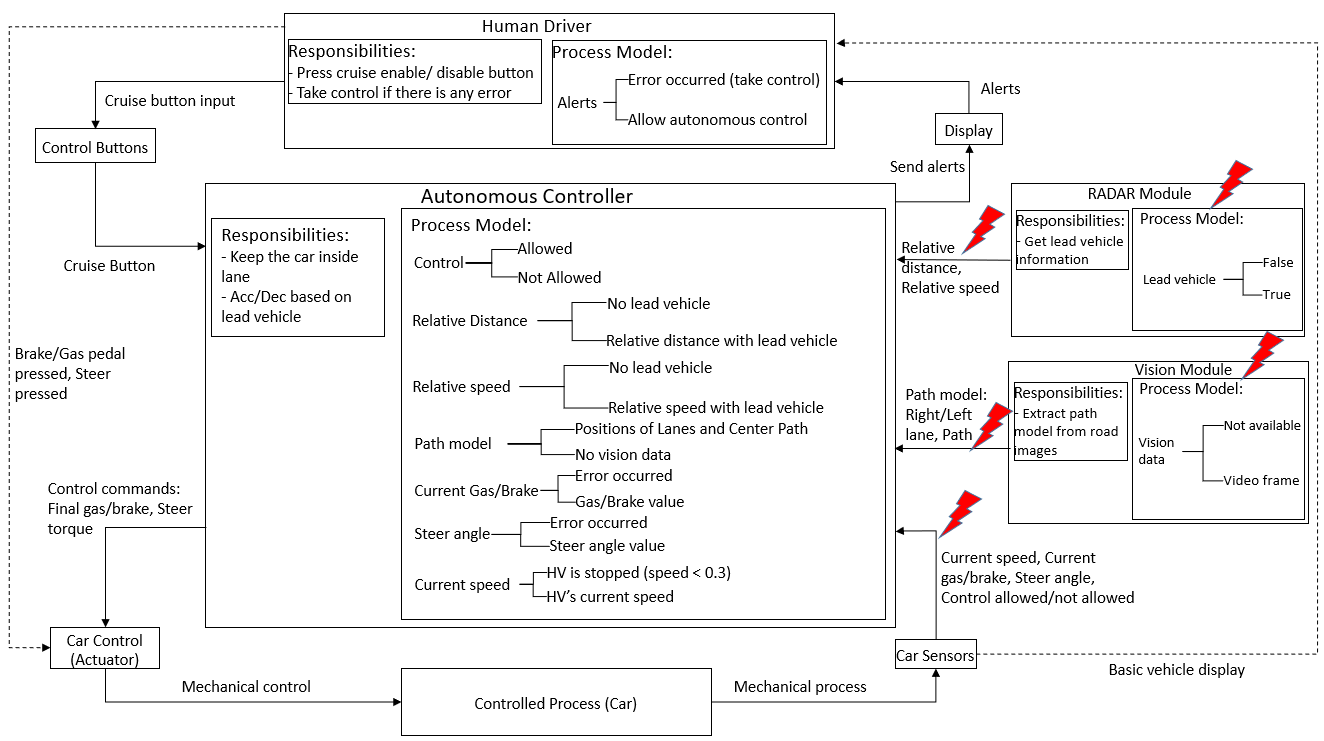 Human Driver
Responsibilities:
- Press cruise enable/ disable button
- Take control if there is any error
Process Model:
Error occurred (take control)
Alerts
Allow autonomous control
Cruise button input
Control Buttons
Cruise Button
Alerts
Display
Send alerts
Autonomous Controller
Responsibilities:
- Keep the car inside
lane
- Acc/Dec based on
lead vehicle
Process Model:
Allowed
Control
Not Allowed
No lead vehicle
Relative Distance
Relative distance with lead vehicle
No lead vehicle
Relative speed
Relative speed with lead vehicle
Positions of Lanes and Center Path
Path model
No vision data
Error occurred
Current Gas/Brake
Gas/Brake value
Error occurred
Steer angle
Steer angle value
HV is stopped (speed < 0.3)
Current speed
HV's current speed
RADAR Module
Responsibilities:
- Get lead vehicle
information
Process Model:
False
Lead vehicle
True
Relative
distance,
Relative speed
Vision Module
Responsibilities:
- Extract path
model from road
images
Process Model:
Not available
Vision
data
Video frame
Path model:
Right/Left
lane, Path
Brake/Gas pedal
pressed, Steer
pressed
Control commands:
Final gas/brake, Steer
torque
Current speed, Current
gas/brake, Steer angle,
Control allowed/not allowed
Car Control
(Actuator)
Mechanical control
Controlled Process (Car)
Mechanical process
Car Sensors
Basic vehicle display